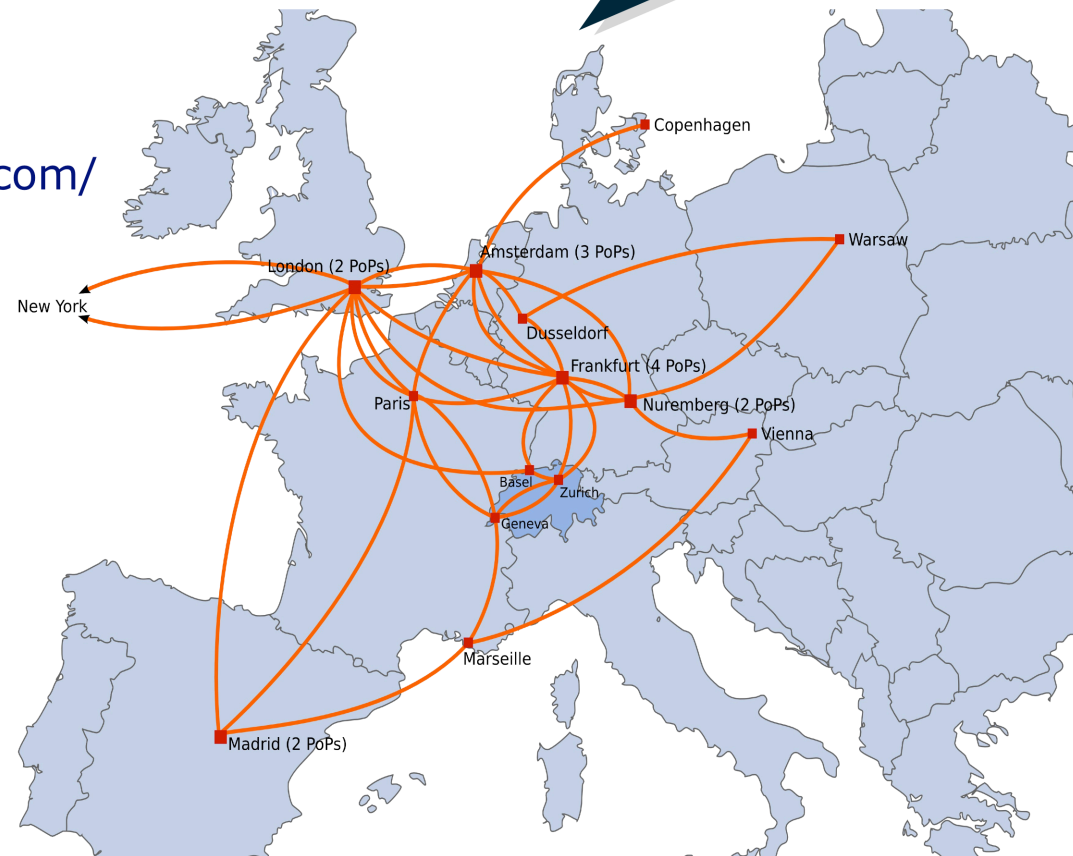 com/
Copenhagen
Warsaw
Amsterdam (3 PoPs)
London (2 PoPs)
New York
Dusseldorf
Frankfurt (4 PoPs)
Paris
Nuremberg (2 PoPs)
Vienna
Basel
Zurich
Geneva
Marseille
Madrid (2 PoPs)